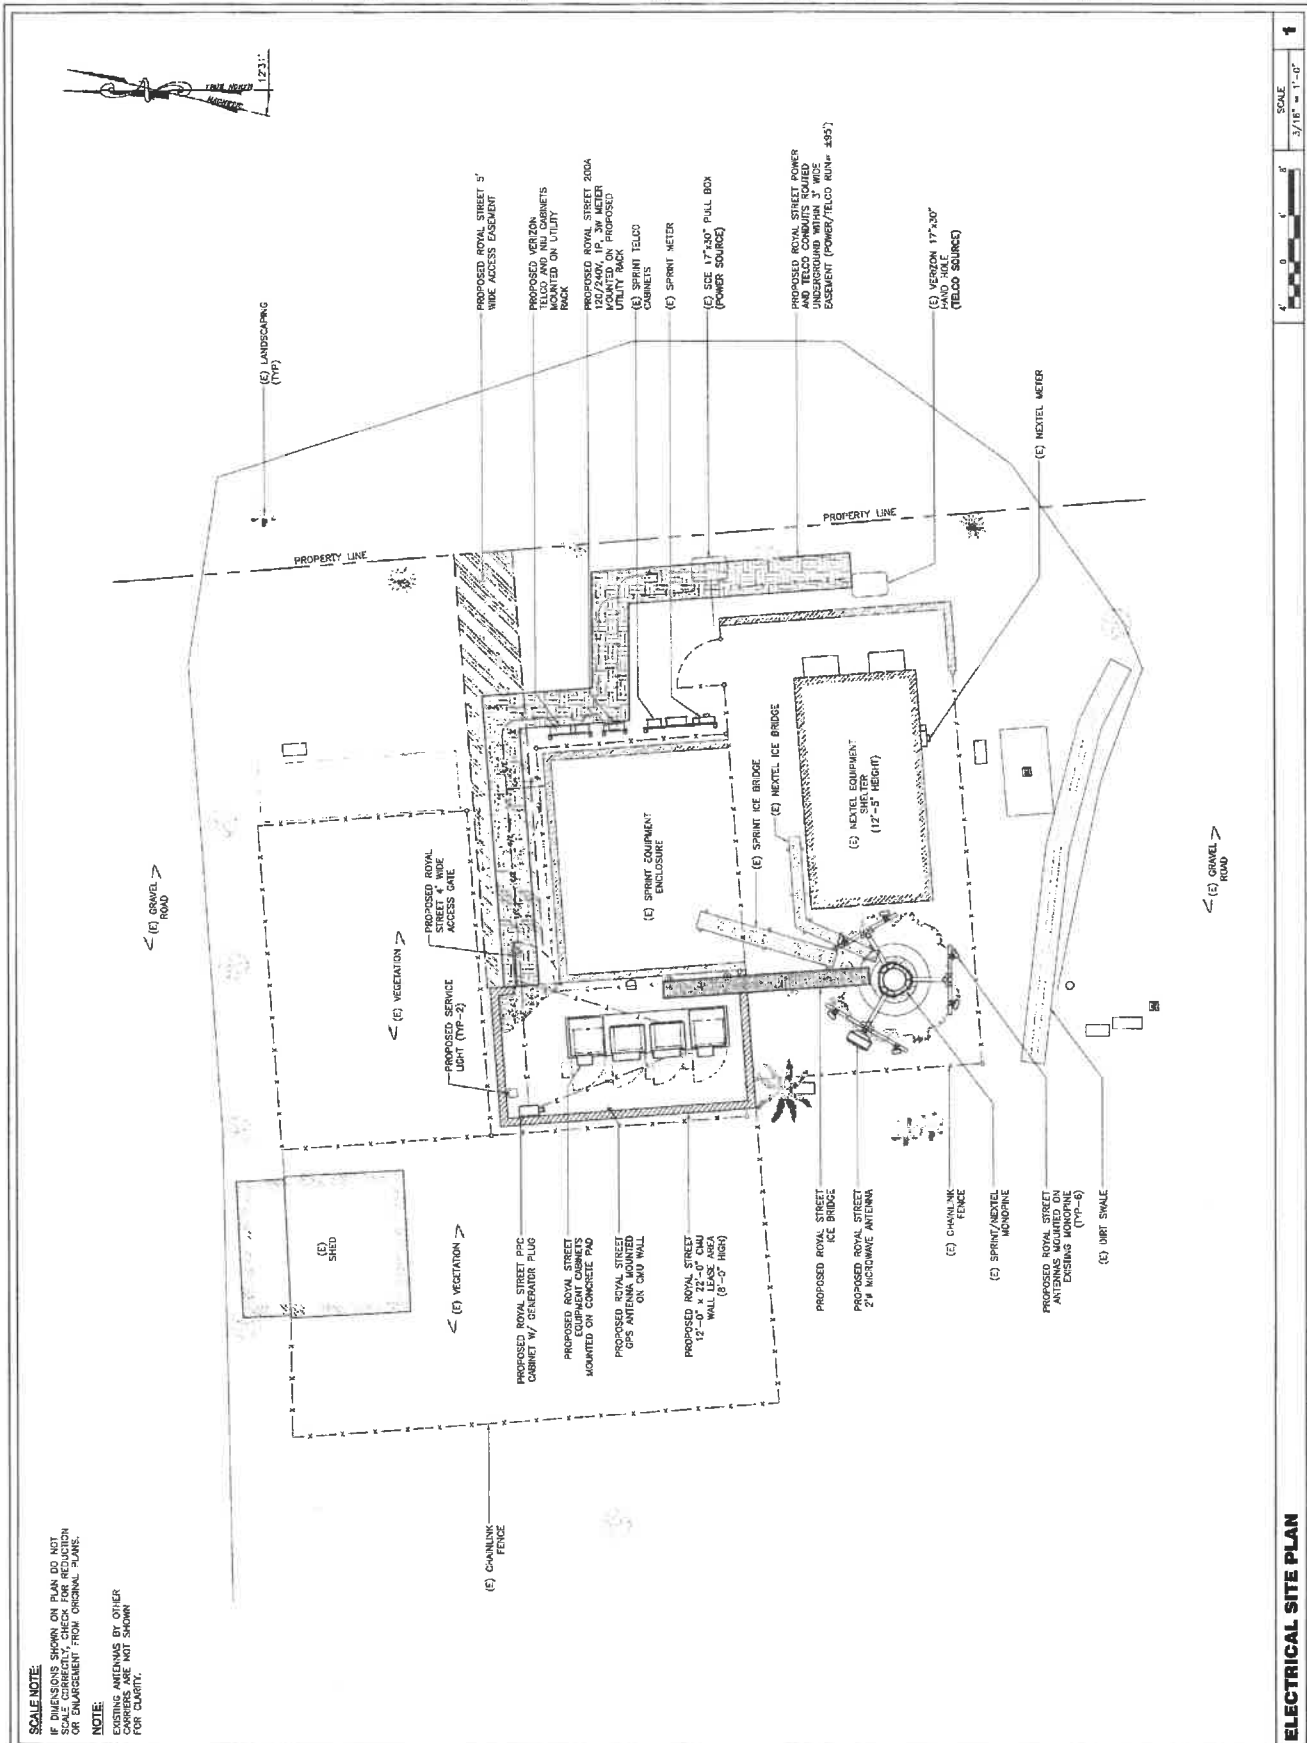 SCALE NOTE:
IF DIMENSIONS SHOWN ON PLAN DO NOT
SCALE CORRECTLY, CHECK FOR REDUCTION
OR ENLARGEMENT FROM ORIGINAL PLANS.
NOTE:
EXISTING ANTENNAS BY OTHER
CARRIERS ARE NOT SHOWN
FOR CLARITY.
TRUE NORTH
MAGNETIC
12°31'
(E) LANDSCAPING
(TYP)
< (E) GRAVEL >
ROAD
PROPERTY LINE
PROPOSED ROYAL STREET 5'
WIDE ACCESS EASEMENT
PROPOSED VERIZON
TELCO AND NIU CABINETS
MOUNTED ON UTILITY
RACK
PROPOSED ROYAL STREET 200A
120/240V, 1P, 3W METER
MOUNTED ON PROPOSED
UTILITY RACK
(E) SPRINT TELCO
CABINETS
(E) SPRINT METER
(E) SCE 17"x30" PULL BOX
(POWER SOURCE)
PROPOSED ROYAL STREET POWER
AND TELCO CONDUITS ROUTED
UNDERGROUND WITHIN 3' WIDE
EASEMENT (POWER/TELCO RUN= ±95')
(E) VERIZON 17"x30"
HAND HOLE
(TELCO SOURCE)
(E) NEXTEL METER
PROPERTY LINE
< (E) VEGETATION >
PROPOSED ROYAL
STREET 4' WIDE
ACCESS GATE
PROPOSED SERVICE
LIGHT (TYP-2)
(E) SPRINT EQUIPMENT
ENCLOSURE
(E) SPRINT ICE BRIDGE
(E) NEXTEL ICE BRIDGE
(E) NEXTEL EQUIPMENT
SHELTER
(12'-5" HEIGHT)
< (E) GRAVEL >
ROAD
(E)
SHED
< (E) VEGETATION >
(E) CHAINLINK
FENCE
PROPOSED ROYAL STREET PPC
CABINET W/ GENERATOR PLUG
PROPOSED ROYAL STREET
EQUIPMENT CABINETS
MOUNTED ON CONCRETE PAD
PROPOSED ROYAL STREET
GPS ANTENNA MOUNTED
ON CMU WALL
PROPOSED ROYAL STREET
12'-0" x 22'-0" CMU
WALL LEASE AREA
(8'-0" HIGH)
PROPOSED ROYAL STREET
ICE BRIDGE
PROPOSED ROYAL STREET
2'ø MICROWAVE ANTENNA
(E) CHAINLINK
FENCE
(E) SPRINT/NEXTEL
MONOPINE
PROPOSED ROYAL STREET
ANTENNAS MOUNTED ON
EXISTING MONOPINE
(TYP-6)
(E) DIRT SWALE
ELECTRICAL SITE PLAN
4' 0 4' 8'
SCALE
3/16" = 1'-0"
1